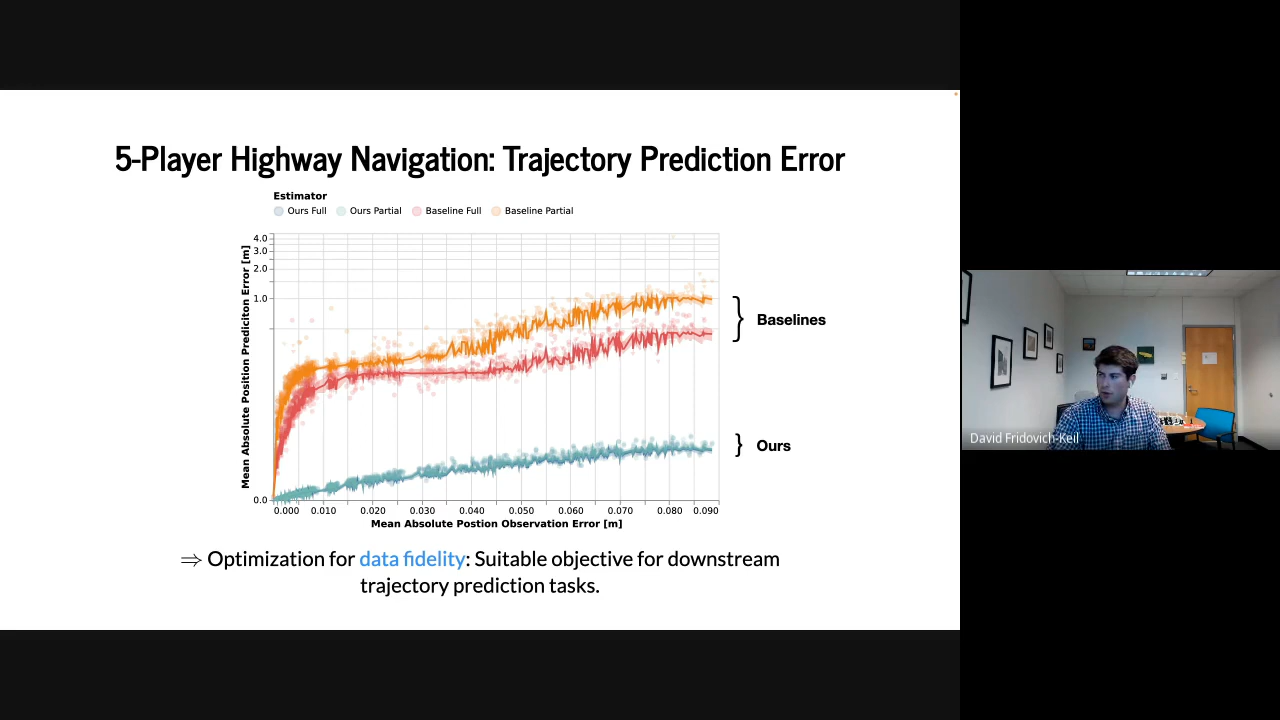 5-Player Highway Navigation: Trajectory Prediction Error
Estimator
Ours Full Ours Partial Baseline Full Baseline Partial
Mean Absolute Position Prediciton Error [m]
4.0
3.0
2.0
1.0
0.0
0.000 0.010 0.020 0.030 0.040 0.050 0.060 0.070 0.080 0.090
Mean Absolute Postion Observation Error [m]
Baselines
Ours
⇒ Optimization for data fidelity: Suitable objective for downstream
trajectory prediction tasks.
David Fridovich-Keil